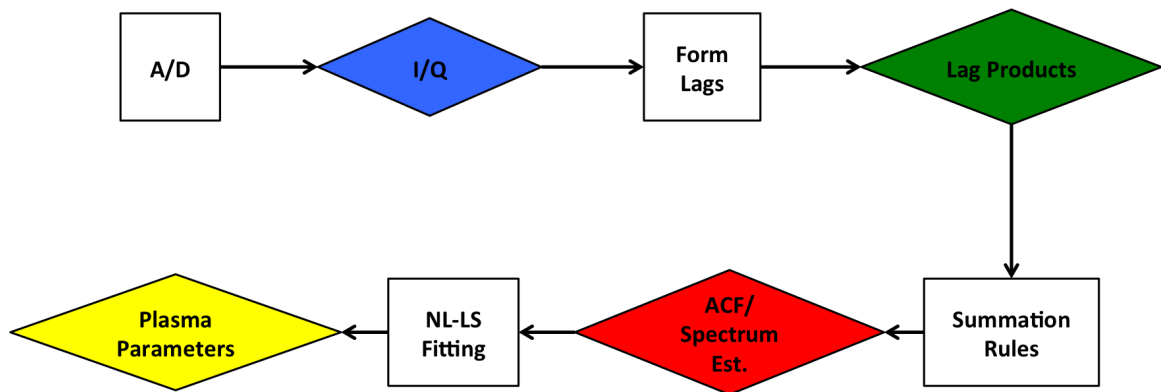 A/D
I/Q
Form
Lags
Lag Products
Summation
Rules
ACF/
Spectrum
Est.
NL-LS
Fitting
Plasma
Parameters